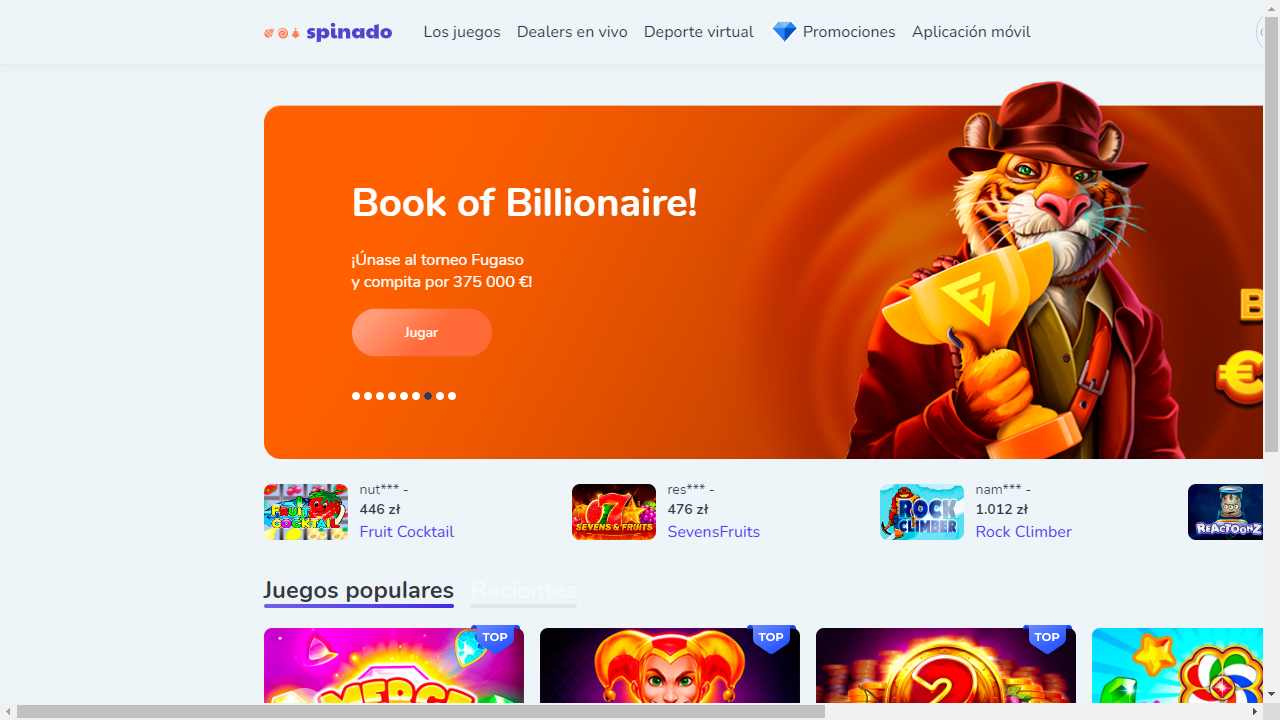 spinado
Los juegos
Dealers en vivo
Deporte virtual
Promociones
Aplicación móvil
Book of Billionaire!
¡Únase al torneo Fugaso
y compita por 375 000 €!
Jugar
B
€
FRUIT
COCKTAIL
nut*** -
446 zł
Fruit Cocktail
SEVENS & FRUITS
res*** -
476 zł
SevensFruits
ROCK
CLIMBER
nam*** -
1.012 zł
Rock Climber
REACTOONZ
Juegos populares
Recientes
TOP
TOP
TOP
MERGE
2